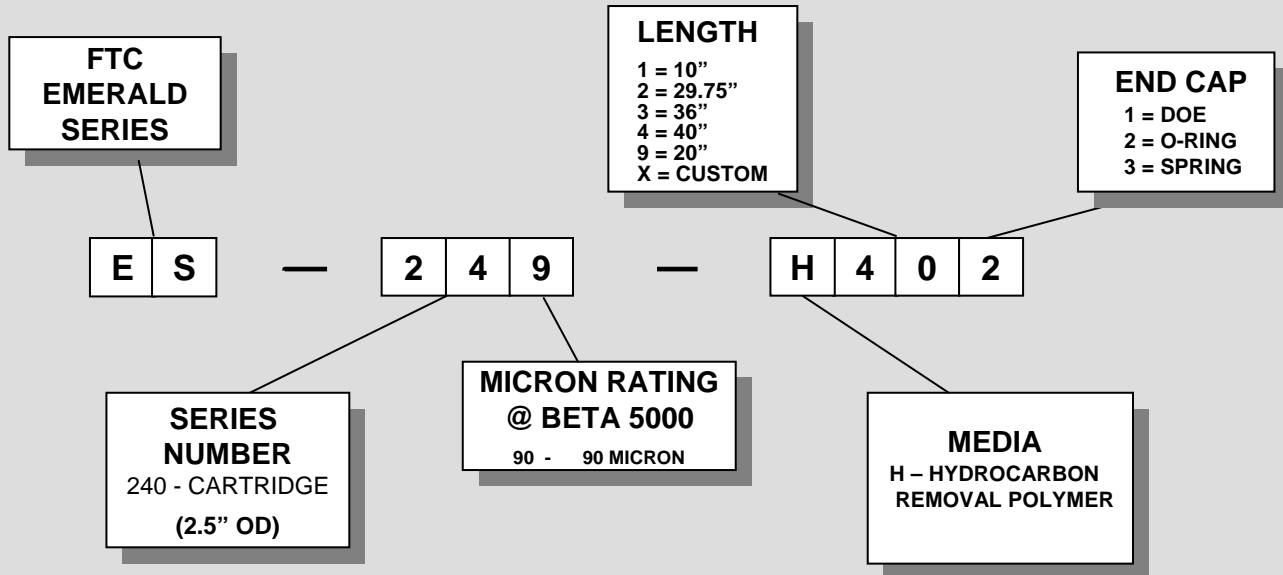 FTC
EMERALD
SERIES
LENGTH
1 = 10”
2 = 29.75”
3 = 36”
4 = 40”
9 = 20”
X = CUSTOM
END CAP
1 = DOE
2 = O-RING
3 = SPRING
E S — 2 4 9 — H 4 0 2
SERIES
NUMBER
240 - CARTRIDGE
(2.5” OD)
MICRON RATING
@ BETA 5000
90 - 90 MICRON
MEDIA
H – HYDROCARBON
REMOVAL POLYMER